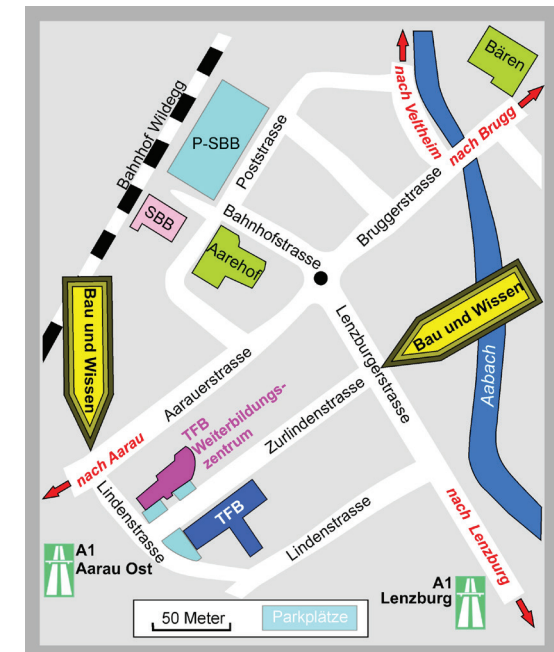 Bären
nach Veltheim
nach Brugg
Bahnhof Wildegg
P-SBB
Poststrasse
SBB
Bahnhofstrasse
Bruggerstrasse
Aarehof
Bau und Wissen
Bau und Wissen
Aabach
Lenzburgerstrasse
Aarauerstrasse
TFB
Weiterbildungs-
zentrum
Zurlindenstrasse
nach Aarau
Lindenstrasse
TFB
Lindenstrasse
nach Lenzburg
A1
Aarau Ost
A1
Lenzburg
50 Meter
Parkplätze